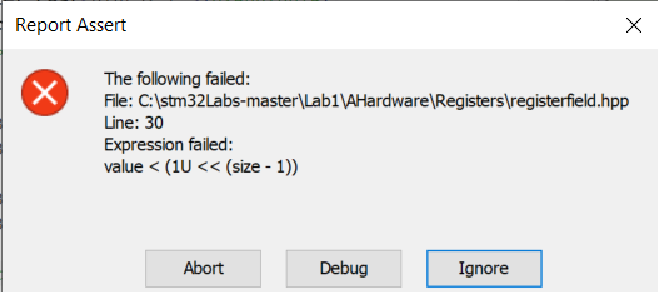 Report Assert
The following failed:
File: C:\stm32Labs-master\Lab1\AHardware\Registers\registerfield.hpp
Line: 30
Expression failed:
value < (1U << (size - 1))
Abort
Debug
Ignore